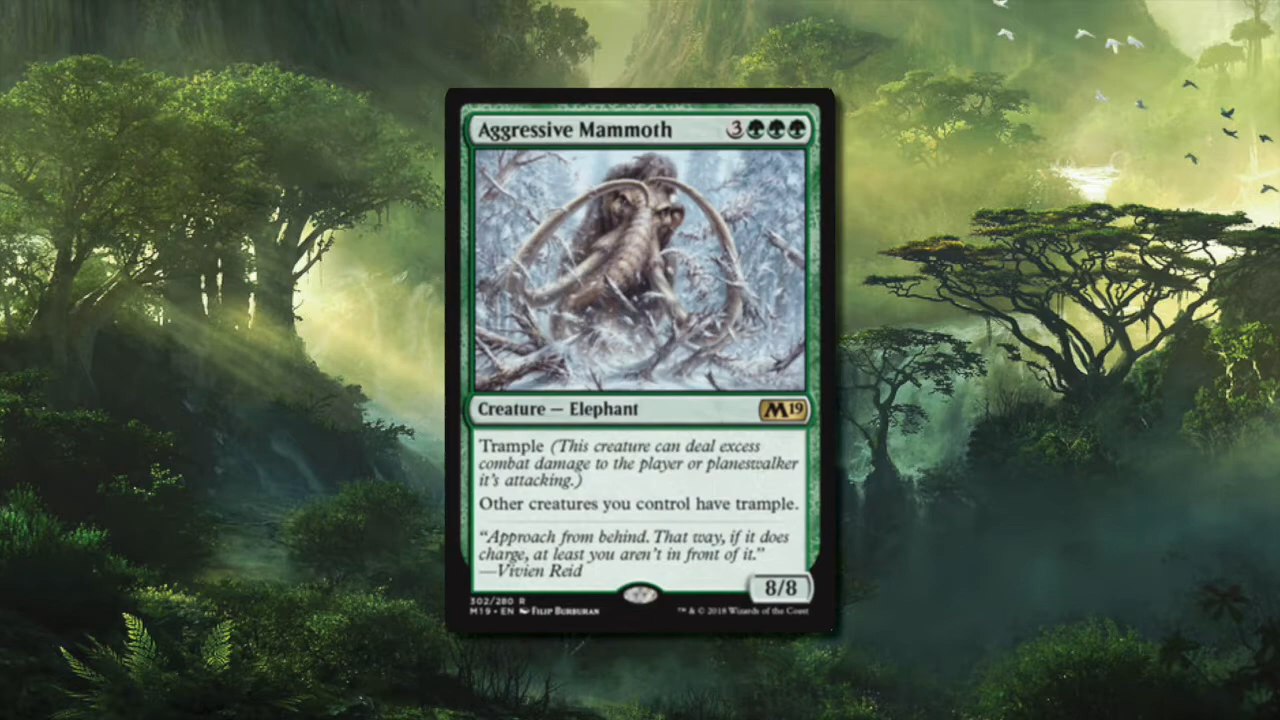 Aggressive Mammoth 3
Creature — Elephant M19
Trample (This creature can deal excess
combat damage to the player or planeswalker
it's attacking.)
Other creatures you control have trample.
"Approach from behind. That way, if it does
charge, at least you aren't in front of it."
—Vivien Reid
8/8
302/280 R
M19 • EN Filip Burburan ™ & © 2018 Wizards of the Coast